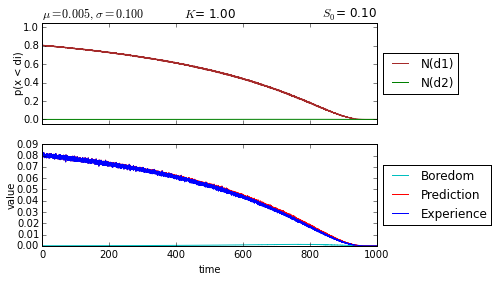 μ = 0.005, σ = 0.100 K = 1.00 S₀ = 0.10
1.0
0.8
0.6
0.4
0.2
0.0
p(x < di)
N(d1)
N(d2)
0.09
0.08
0.07
0.06
0.05
0.04
0.03
0.02
0.01
0.00
value
Boredom
Prediction
Experience
0 200 400 600 800 1000
time